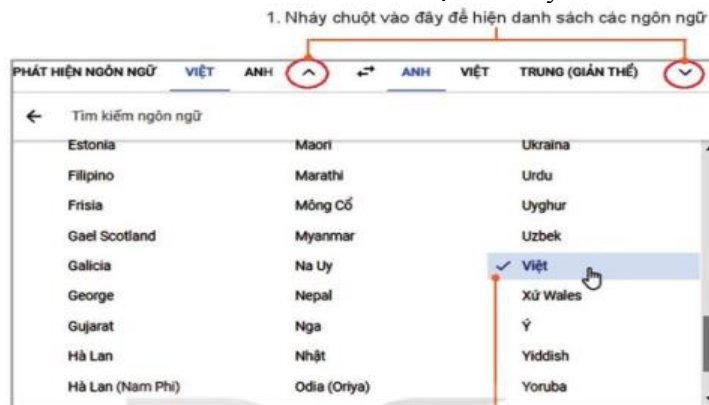 1. Nháy chuột vào đây để hiện danh sách các ngôn ngữ
PHÁT HIỆN NGÔN NGỮ VIỆT ANH ANH VIỆT TRUNG (GIẢN THỂ)
Tìm kiếm ngôn ngữ
Estonia Maori Ukraina
Filipino Marathi Urdu
Frisia Mông Cổ Uyghur
Gael Scotland Myanmar Uzbek
Galicia Na Uy Việt
George Nepal Xứ Wales
Gujarat Nga Ý
Hà Lan Nhật Yiddish
Hà Lan (Nam Phi) Odia (Oriya) Yoruba